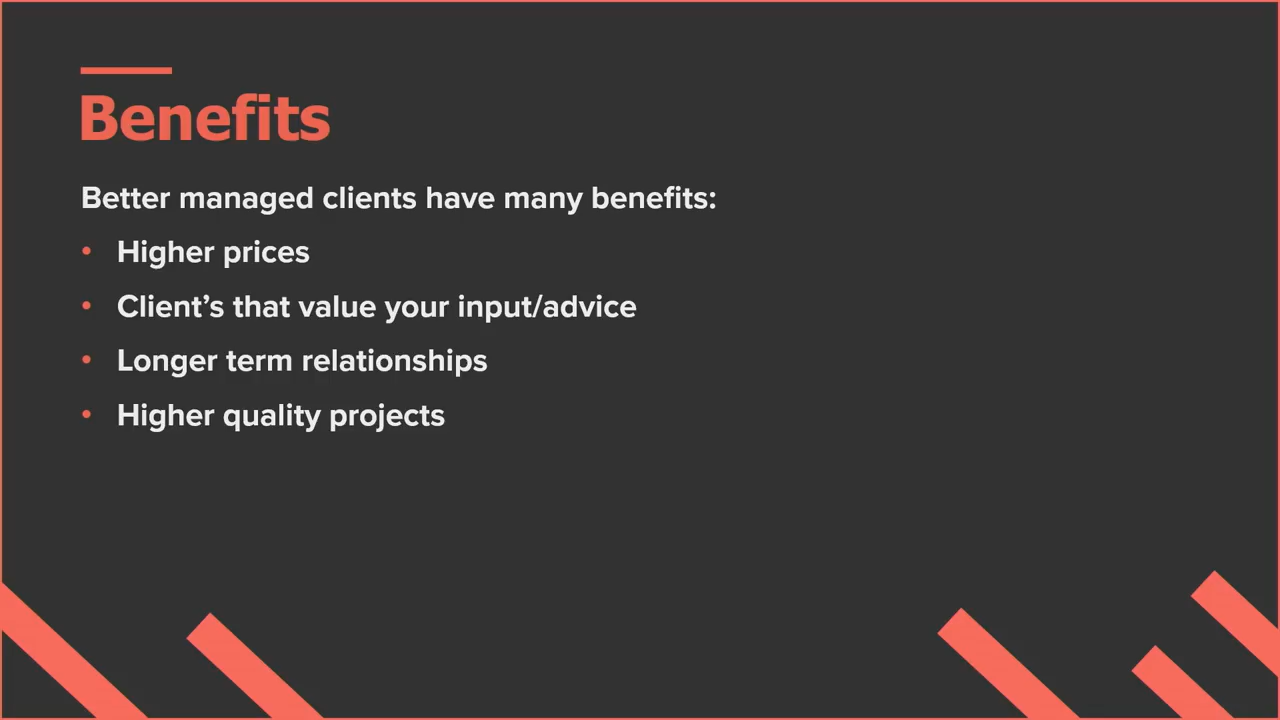 Benefits
Better managed clients have many benefits:
• Higher prices
• Client’s that value your input/advice
• Longer term relationships
• Higher quality projects